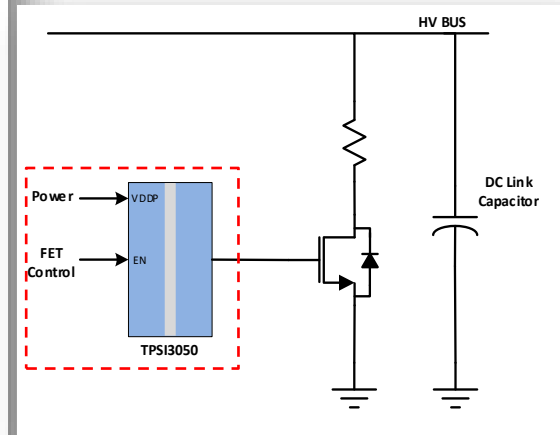 HV BUS
Power
VDDP
DC Link
Capacitor
FET
Control
EN
TPSI3050